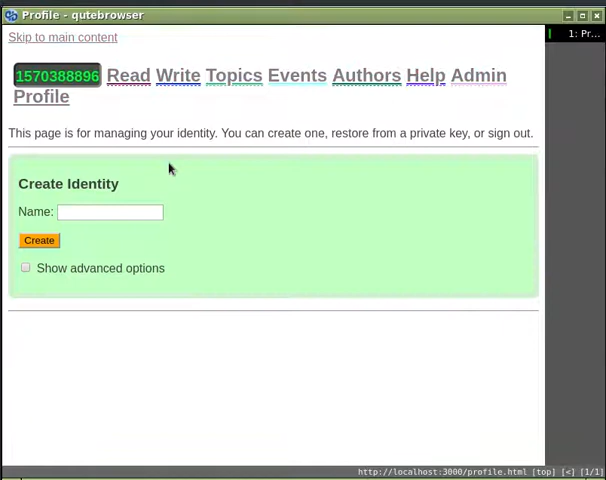 Profile - qutebrowser
1: Pr...
Skip to main content
1570388896 Read Write Topics Events Authors Help Admin
Profile
This page is for managing your identity. You can create one, restore from a private key, or sign out.
Create Identity
Name:
Create
Show advanced options
http://localhost:3000/profile.html [top] [<] [1/1]